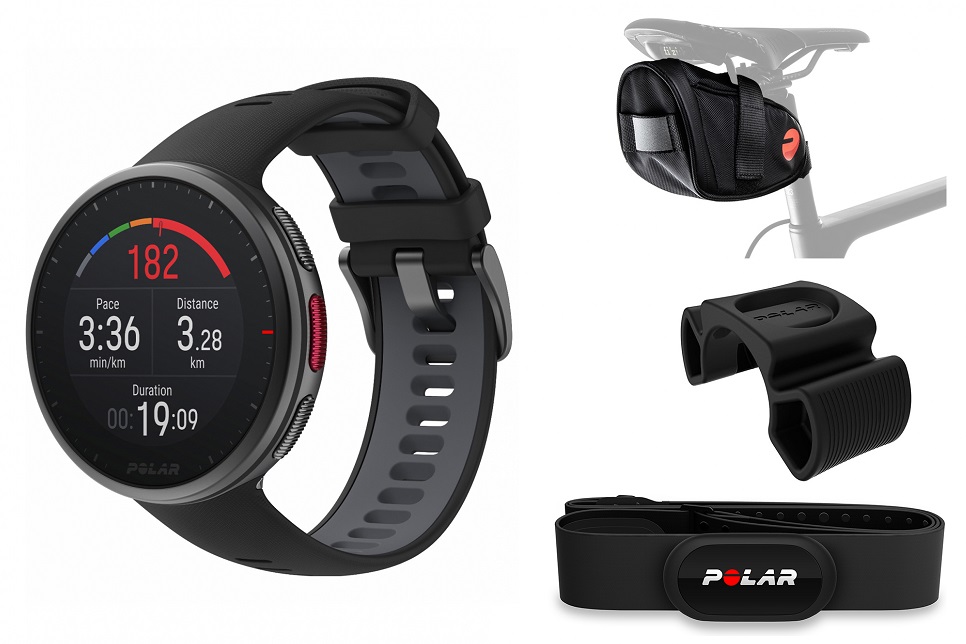 182
Pace
3:36
min/km
Distance
3.28
km
Duration
00:19:09
POLAR
POLAR
POLAR